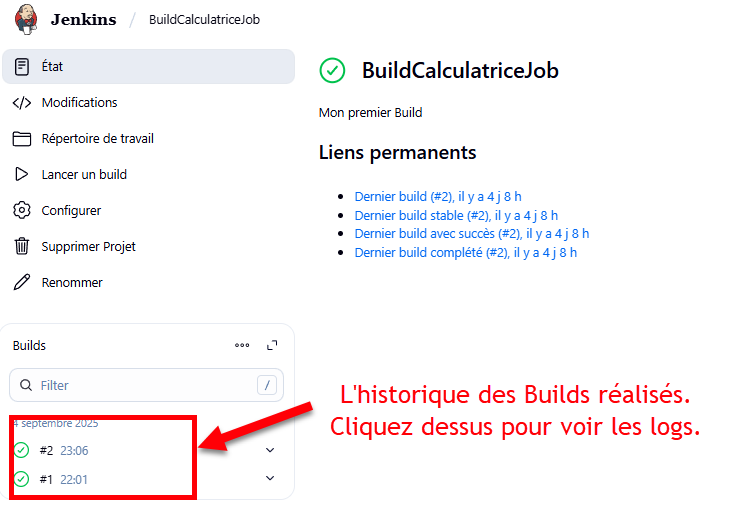 Jenkins / BuildCalculatriceJob
État
Modifications
Répertoire de travail
Lancer un build
Configurer
Supprimer Projet
Renommer
BuildCalculatriceJob
Mon premier Build
Liens permanents
Dernier build (#2), il y a 4 j 8 h
Dernier build stable (#2), il y a 4 j 8 h
Dernier build avec succès (#2), il y a 4 j 8 h
Dernier build complété (#2), il y a 4 j 8 h
Builds
Filter /
4 septembre 2025
#2 23:06
#1 22:01
L'historique des Builds réalisés.
Cliquez dessus pour voir les logs.